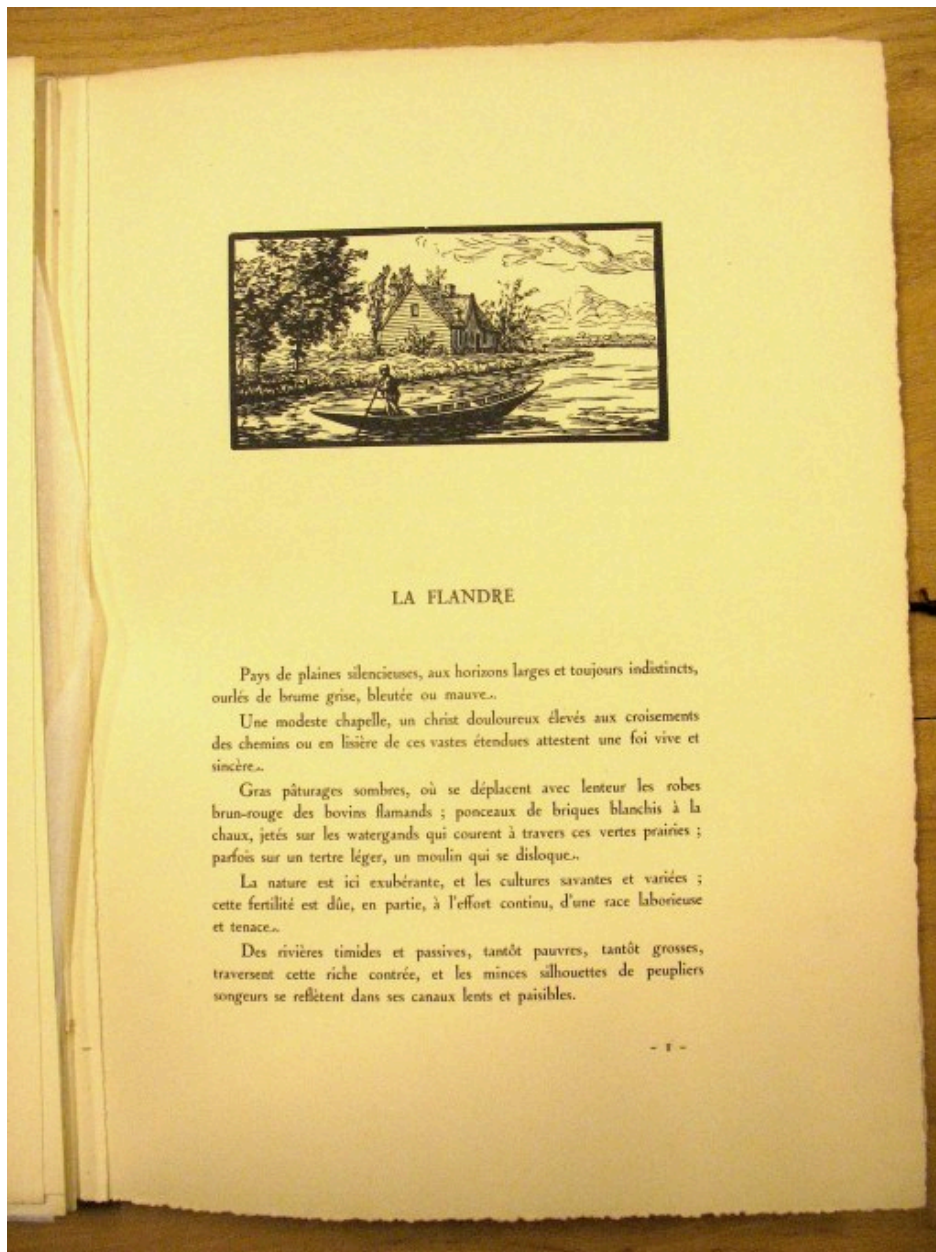 LA FLANDRE
Pays de plaines silencieuses, aux horizons larges et toujours indistincts,
ourlés de brume grise, bleutée ou mauve...
Une modeste chapelle, un christ douloureux élevés aux croisements
des chemins ou en lisière de ces vastes étendues attestent une foi vive et
sincère...
Gras pâturages sombres, où se déplacent avec lenteur les robes
brun-rouge des bovins flamands ; ponceaux de briques blanchis à la
chaux, jetés sur les watergands qui courent à travers ces vertes prairies ;
parfois sur un tertre léger, un moulin qui se disloque...
La nature est ici exubérante, et les cultures savantes et variées ;
cette fertilité est dûe, en partie, à l'effort continu, d'une race laborieuse
et tenace...
Des rivières timides et passives, tantôt pauvres, tantôt grosses,
traversent cette riche contrée, et les minces silhouettes de peupliers
songeurs se reflètent dans ses canaux lents et paisibles.
- 1 -